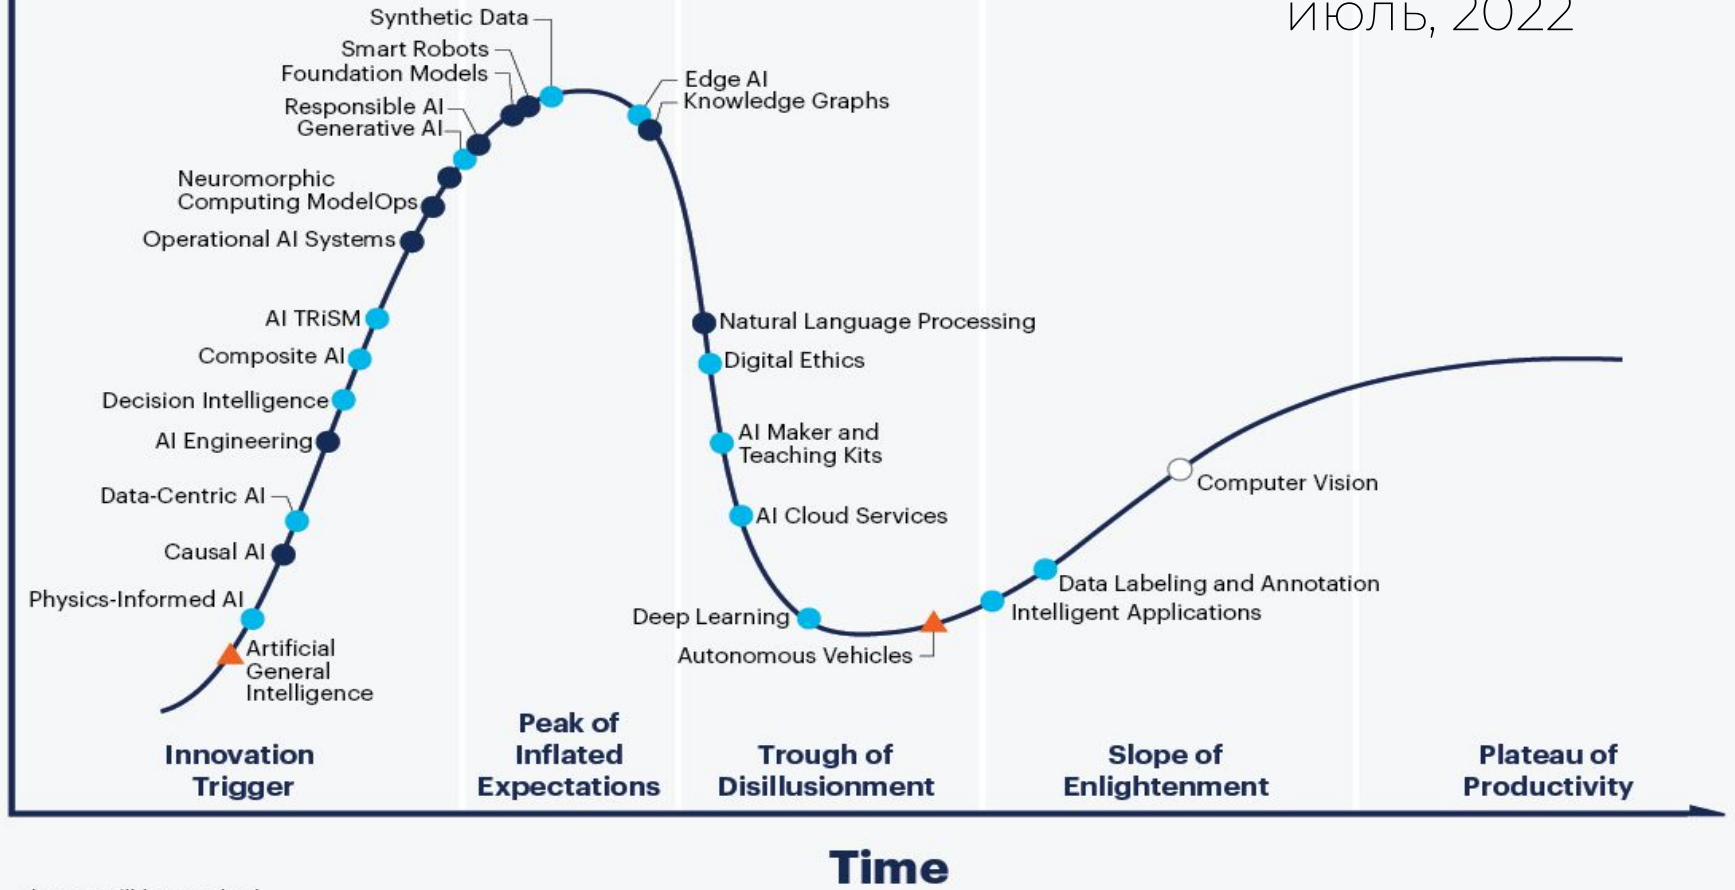 июль, 2022
Synthetic Data
Smart Robots
Foundation Models
Responsible AI
Generative AI
Neuromorphic
Computing ModelOps
Operational AI Systems
AI TRiSM
Composite AI
Decision Intelligence
AI Engineering
Data-Centric AI
Causal AI
Physics-Informed AI
Artificial
General
Intelligence
Edge AI
Knowledge Graphs
Natural Language Processing
Digital Ethics
AI Maker and
Teaching Kits
AI Cloud Services
Deep Learning
Autonomous Vehicles
Data Labeling and Annotation
Intelligent Applications
Computer Vision
Innovation
Trigger
Peak of
Inflated
Expectations
Trough of
Disillusionment
Slope of
Enlightenment
Plateau of
Productivity
Time